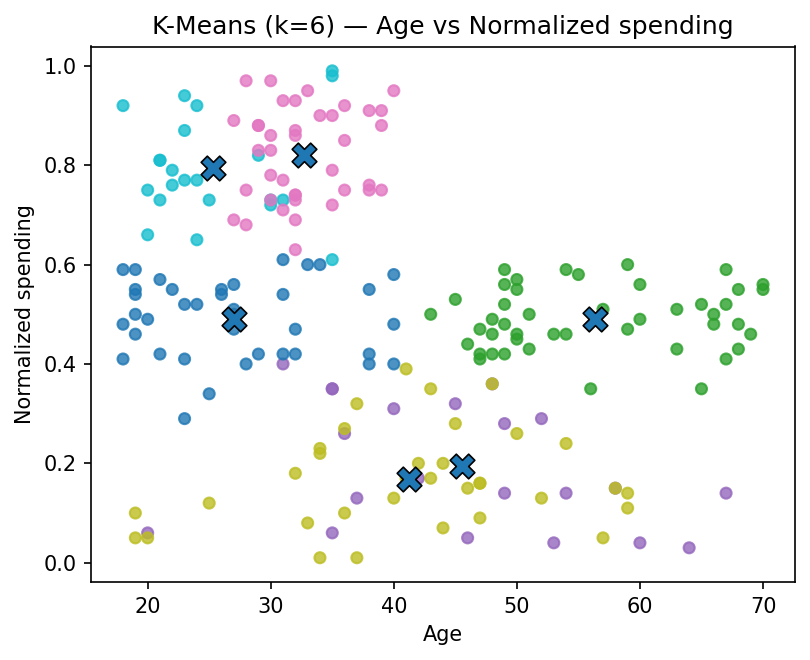 K-Means (k=6) — Age vs Normalized spending
1.0
0.8
0.6
0.4
0.2
0.0
Normalized spending
20 30 40 50 60 70
Age